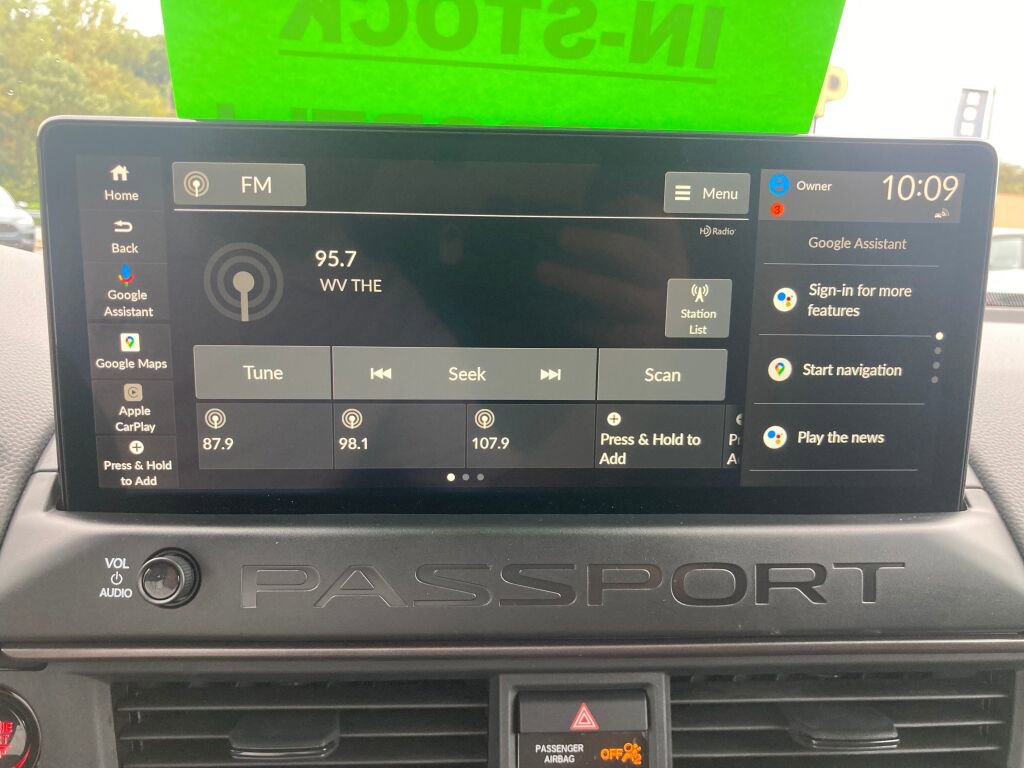 IN-STOCK
Home
Back
Google
Assistant
Google Maps
Apple
CarPlay
Press & Hold
to Add
FM
Menu
HD Radio
95.7
WV THE
Station
List
Tune
Seek
Scan
87.9
98.1
107.9
Press & Hold to
Add
Owner
10:09
3
Google Assistant
Sign-in for more
features
Start navigation
Play the news
VOL
AUDIO
PASSPORT
PASSENGER
AIRBAG
OFF